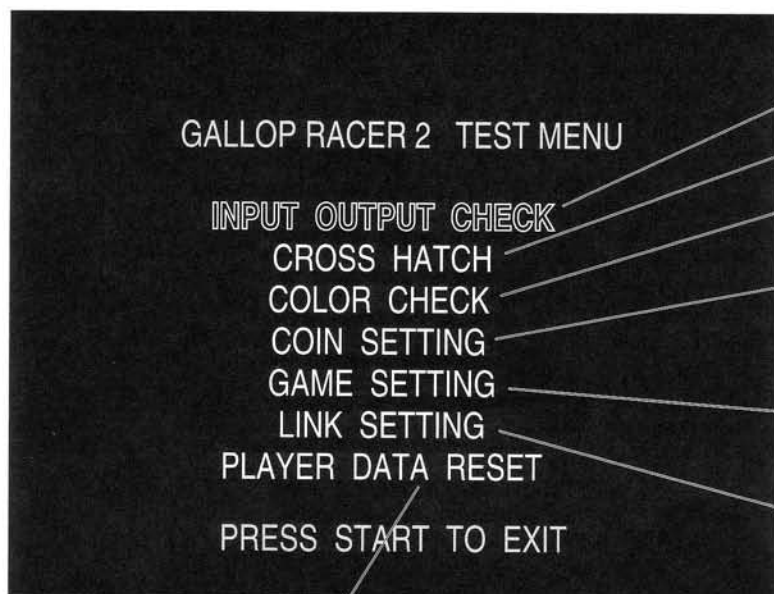 GALLOP RACER 2 TEST MENU
INPUT OUTPUT CHECK
CROSS HATCH
COLOR CHECK
COIN SETTING
GAME SETTING
LINK SETTING
PLAYER DATA RESET
PRESS START TO EXIT